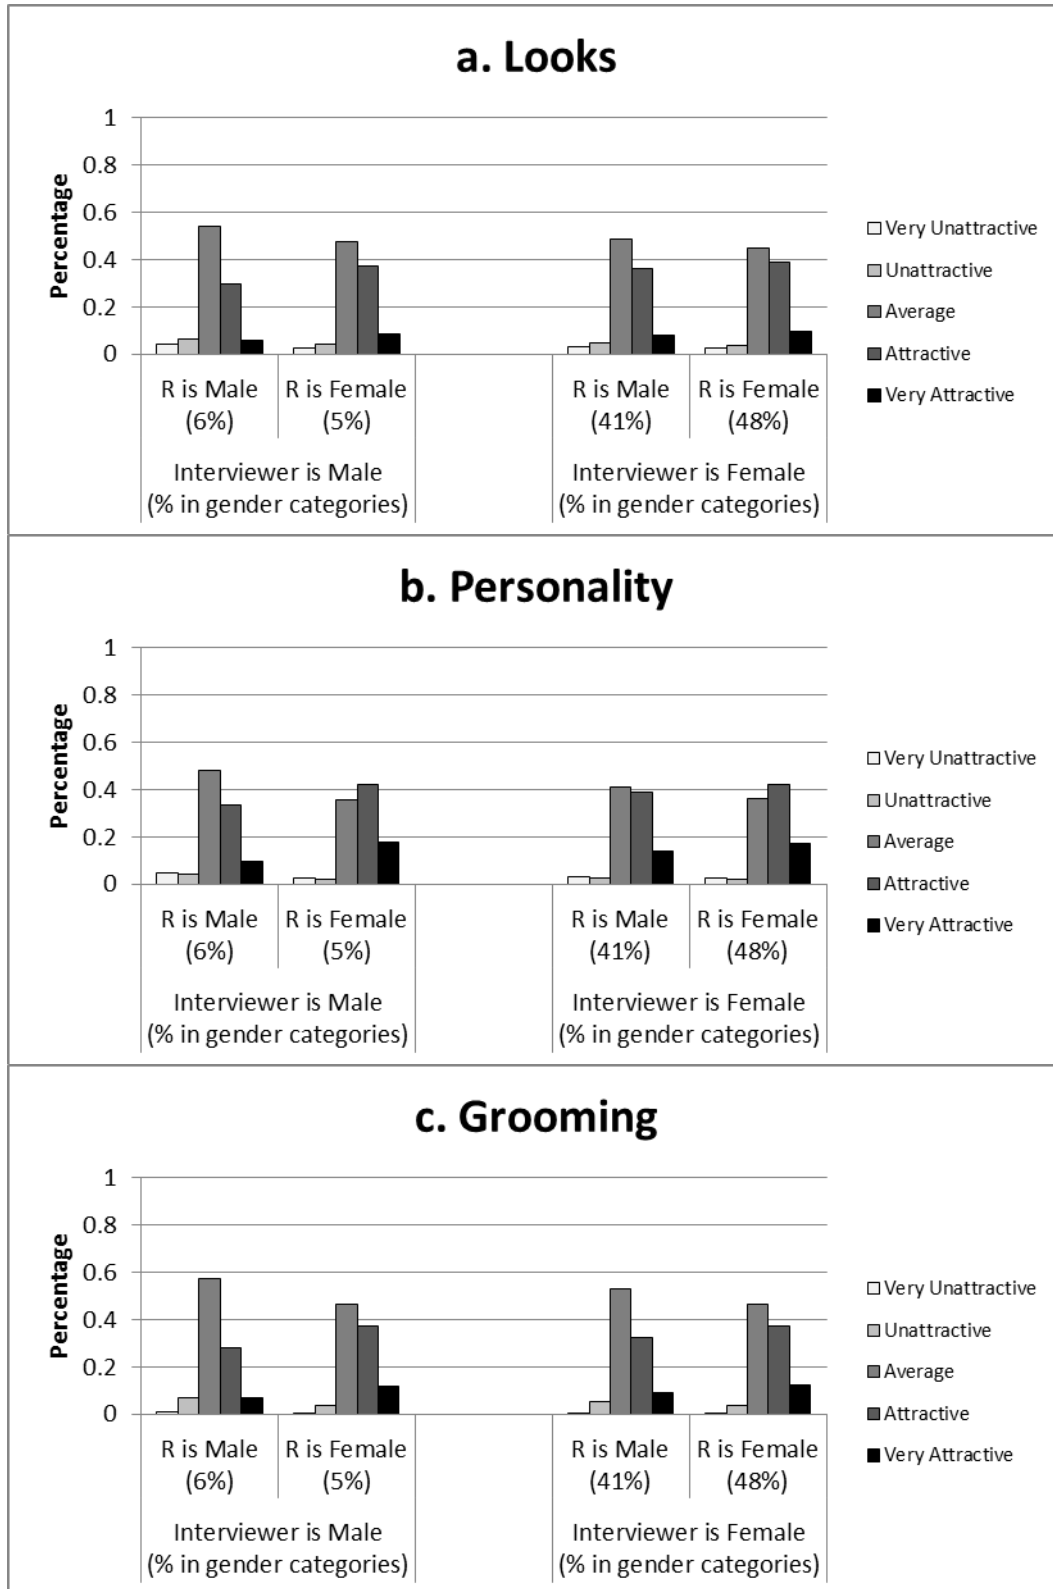 a. Looks
Percentage
1
0.8
0.6
0.4
0.2
0
R is Male
(6%)
R is Female
(5%)
R is Male
(41%)
R is Female
(48%)
Interviewer is Male
(% in gender categories)
Interviewer is Female
(% in gender categories)
Very Unattractive
Unattractive
Average
Attractive
Very Attractive
b. Personality
Percentage
1
0.8
0.6
0.4
0.2
0
R is Male
(6%)
R is Female
(5%)
R is Male
(41%)
R is Female
(48%)
Interviewer is Male
(% in gender categories)
Interviewer is Female
(% in gender categories)
Very Unattractive
Unattractive
Average
Attractive
Very Attractive
c. Grooming
Percentage
1
0.8
0.6
0.4
0.2
0
R is Male
(6%)
R is Female
(5%)
R is Male
(41%)
R is Female
(48%)
Interviewer is Male
(% in gender categories)
Interviewer is Female
(% in gender categories)
Very Unattractive
Unattractive
Average
Attractive
Very Attractive